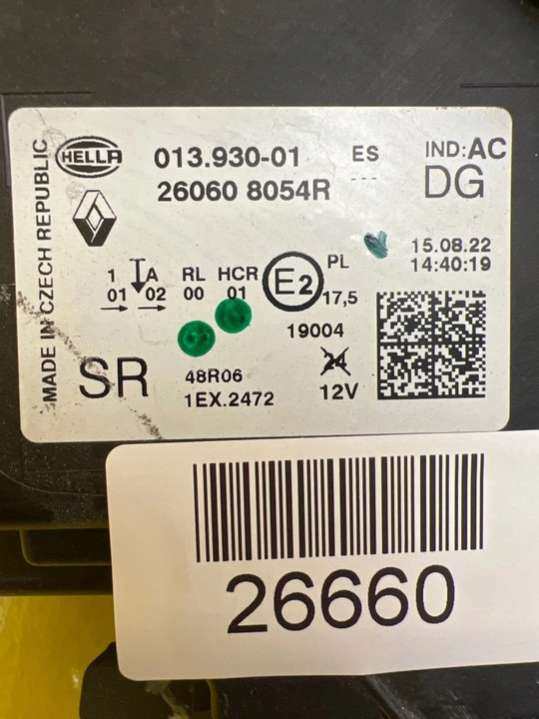 MADE IN CZECH REPUBLIC
HELLA
013.930-01
ES
IND:AC
26060 8054R
---
DG
15.08.22
14:40:19
1 A RL HCR
01 02 00 01
E2
PL
17,5
19004
SR
48R06
24
1EX.2472
12V
26660